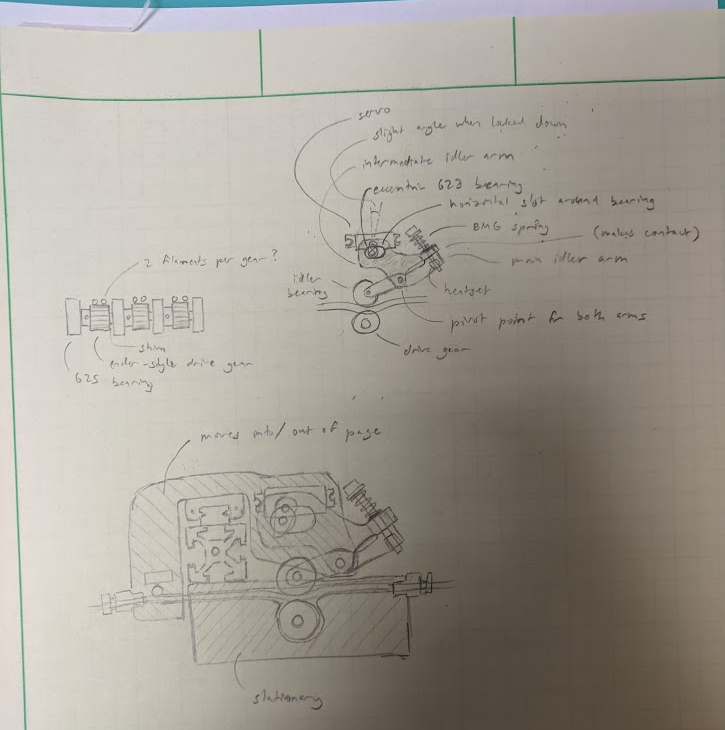 servo
slight angle when locked down
intermediate idler arm
eccentric 623 bearing
horizontal slot around bearing
BMG spring
(makes contact)
main idler arm
heatset
idler
bearing
pivot point for both arms
drive gear
2 filaments per gear?
shim
ender-style drive gear
625 bearing
moves into/out of page
stationary